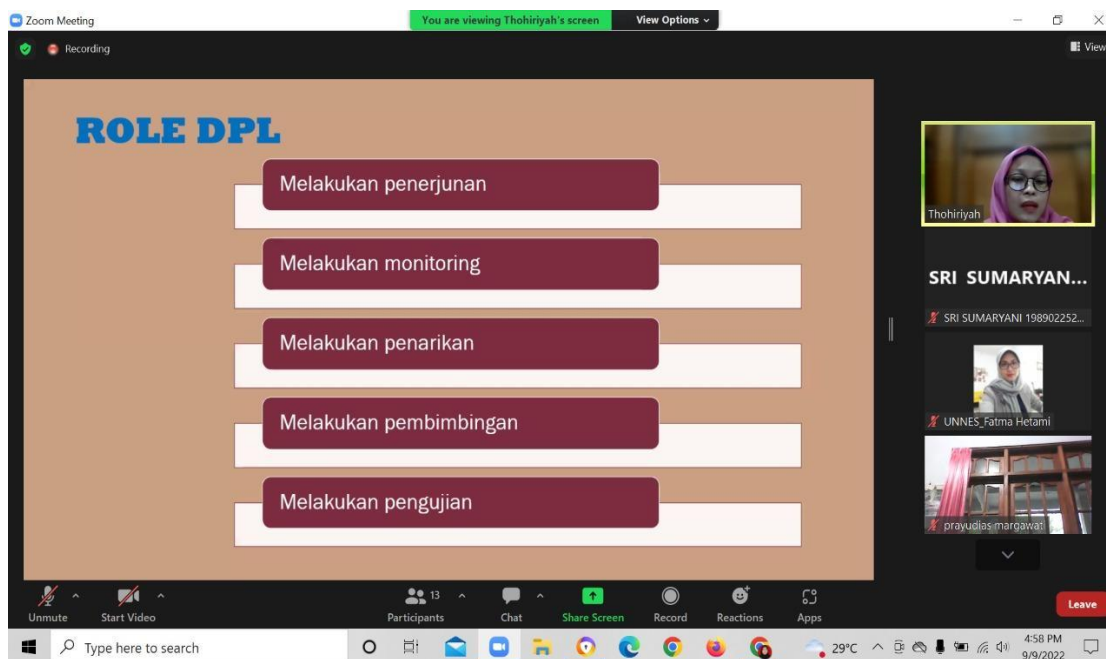 Zoom Meeting
You are viewing Thohiriyah's screen
View Options
Recording
View
ROLE DPL
Melakukan penerjunan
Melakukan monitoring
Melakukan penarikan
Melakukan pembimbingan
Melakukan pengujian
Thohiriyah
SRI SUMARYAN...
SRI SUMARYANI 198902252...
UNNES_Fatma Hetami
prayudias margawati
Unmute
Start Video
13
Participants
Chat
Share Screen
Record
Reactions
Apps
Leave
Type here to search
29°C
4:58 PM
9/9/2022